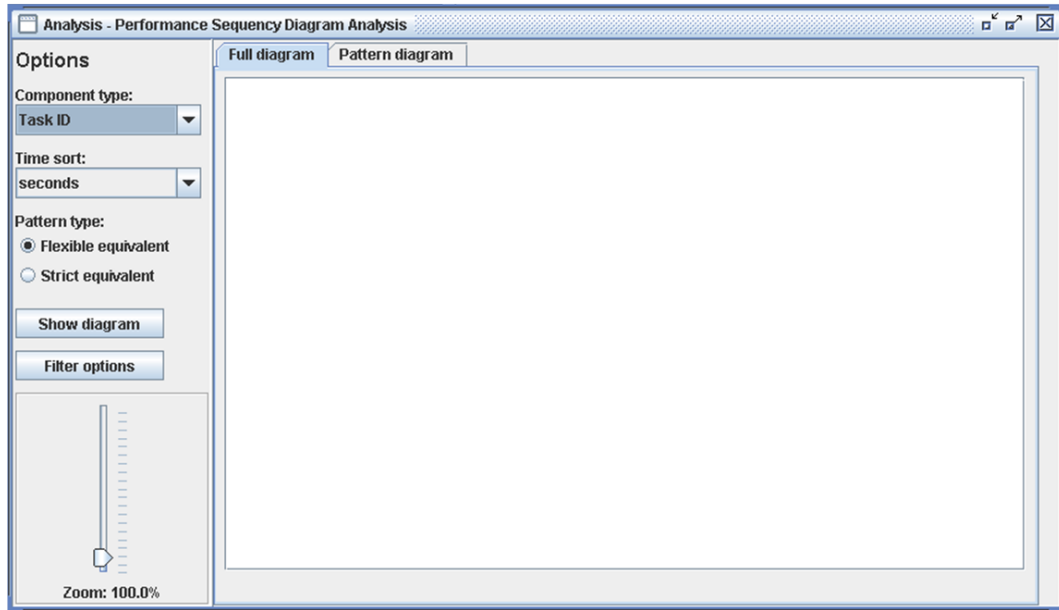 Analysis - Performance Sequency Diagram Analysis
Options
Component type:
Task ID
Time sort:
seconds
Pattern type:
Flexible equivalent
Strict equivalent
Show diagram
Filter options
Zoom: 100.0%
Full diagram
Pattern diagram